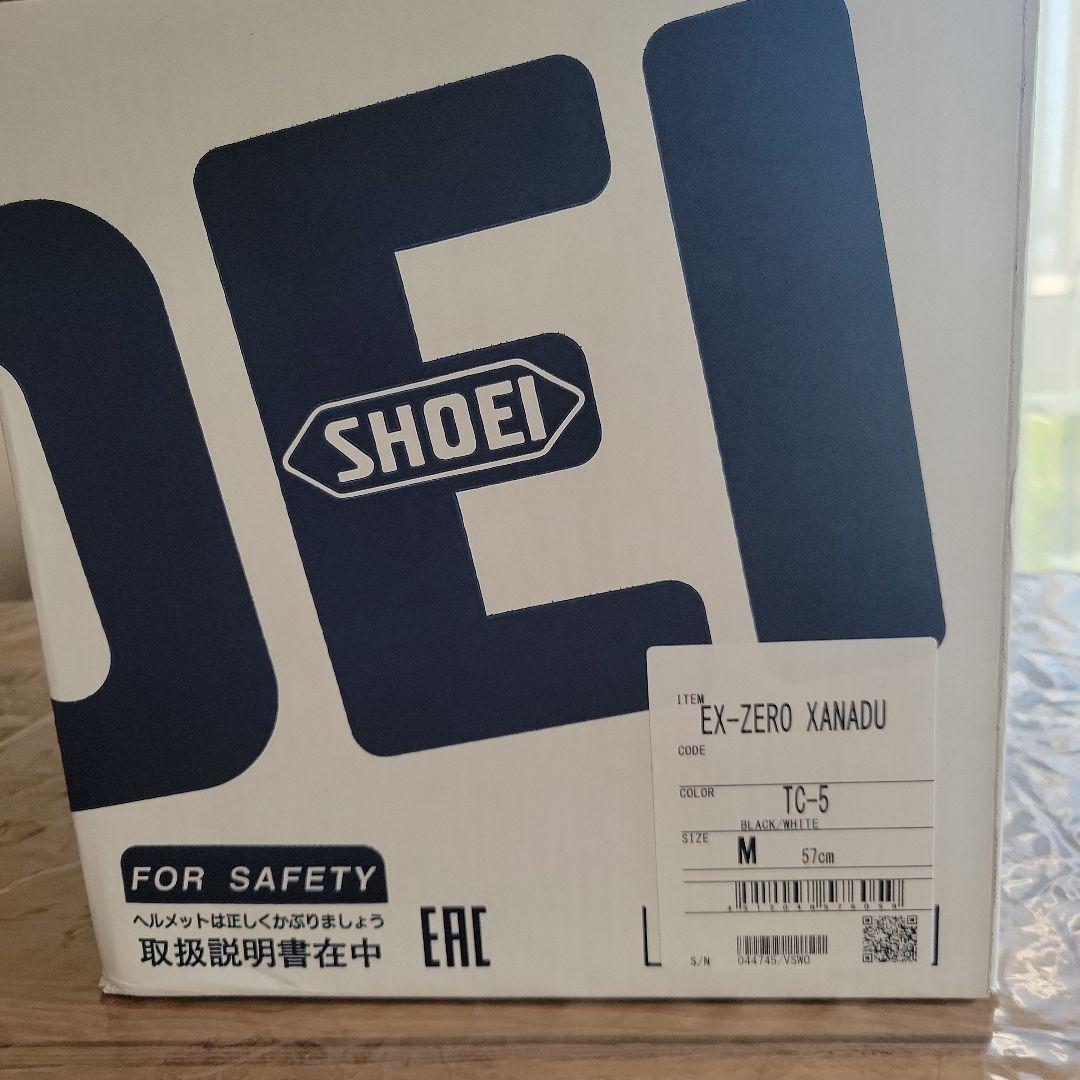 OEI
SHOEI
ITEM
EX-ZERO XANADU
CODE
COLOR
TC-5
BLACK/WHITE
SIZE
M 57cm
S/N
044745/VSWO
FOR SAFETY
ヘルメットは正しくかぶりましょう
取扱説明書在中
EAC